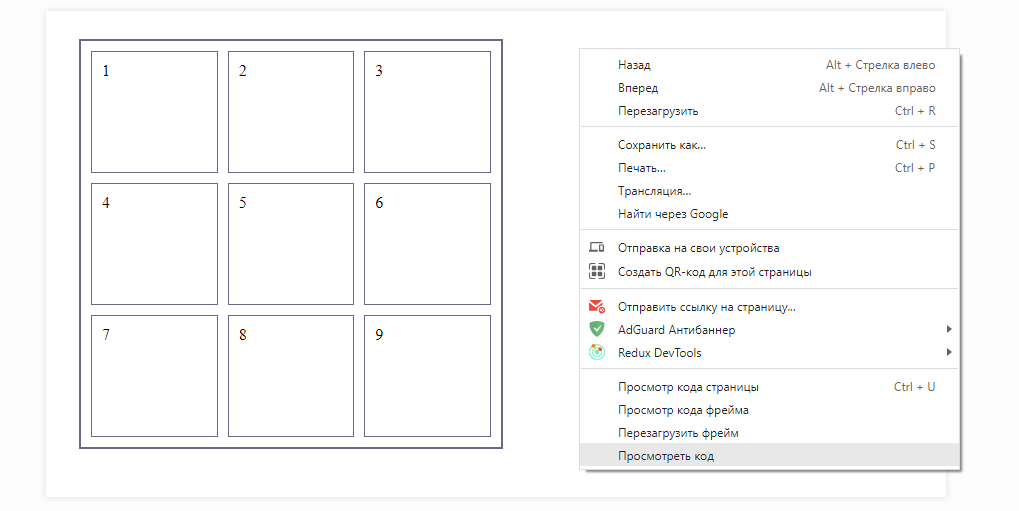 1 2 3
4 5 6
7 8 9
Назад Alt + Стрелка влево
Вперед Alt + Стрелка вправо
Перезагрузить Ctrl + R
Сохранить как... Ctrl + S
Печать... Ctrl + P
Трансляция...
Найти через Google
Отправка на свои устройства
Создать QR-код для этой страницы
Отправить ссылку на страницу...
AdGuard Антибаннер
Redux DevTools
Просмотр кода страницы Ctrl + U
Просмотр кода фрейма
Перезагрузить фрейм
Просмотреть код